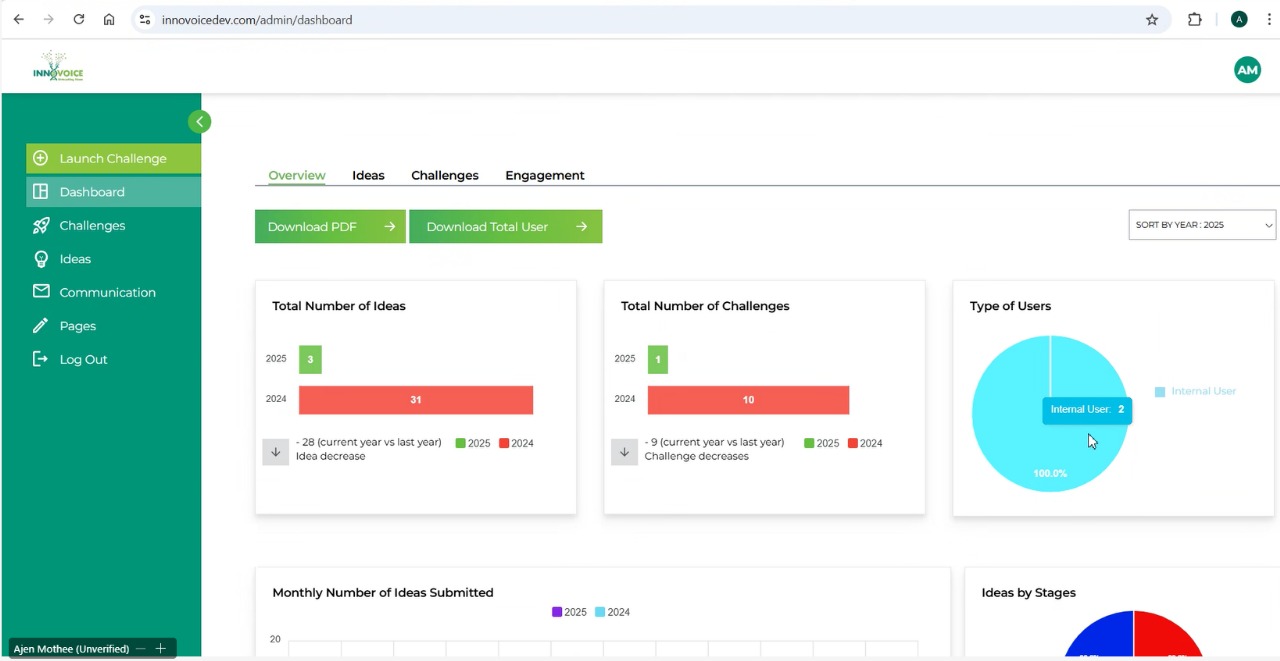 innovoicedev.com/admin/dashboard
A
INNOVOICE
AM
Launch Challenge
Dashboard
Challenges
Ideas
Communication
Pages
Log Out
Overview Ideas Challenges Engagement
Download PDF
Download Total User
SORT BY YEAR : 2025
Total Number of Ideas
2025 3
2024 31
- 28 (current year vs last year)
Idea decrease
2025 2024
Total Number of Challenges
2025 1
2024 10
- 9 (current year vs last year)
Challenge decreases
2025 2024
Type of Users
Internal User
Internal User: 2
100.0%
Monthly Number of Ideas Submitted
2025 2024
20
Ideas by Stages
Ajen Mothee (Unverified)